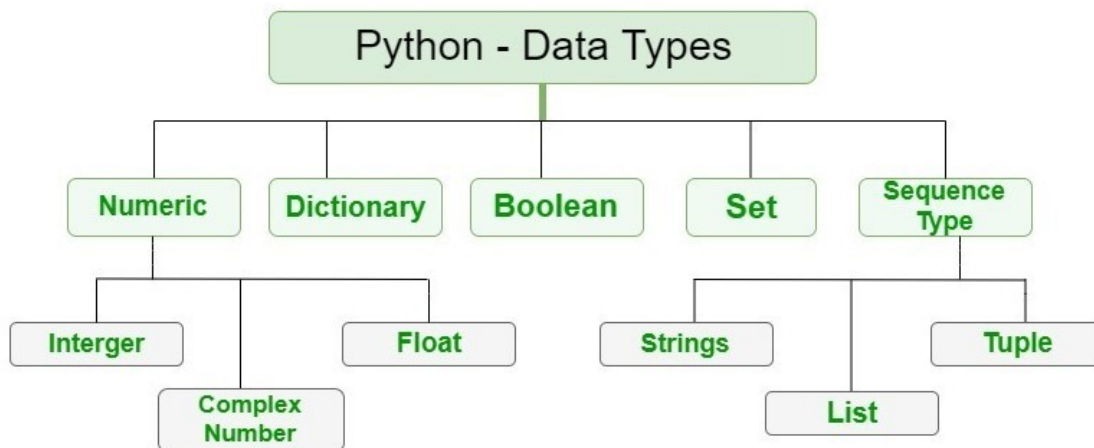 Python - Data Types
Numeric
Dictionary
Boolean
Set
Sequence
Type
Interger
Float
Strings
Tuple
Complex
Number
List